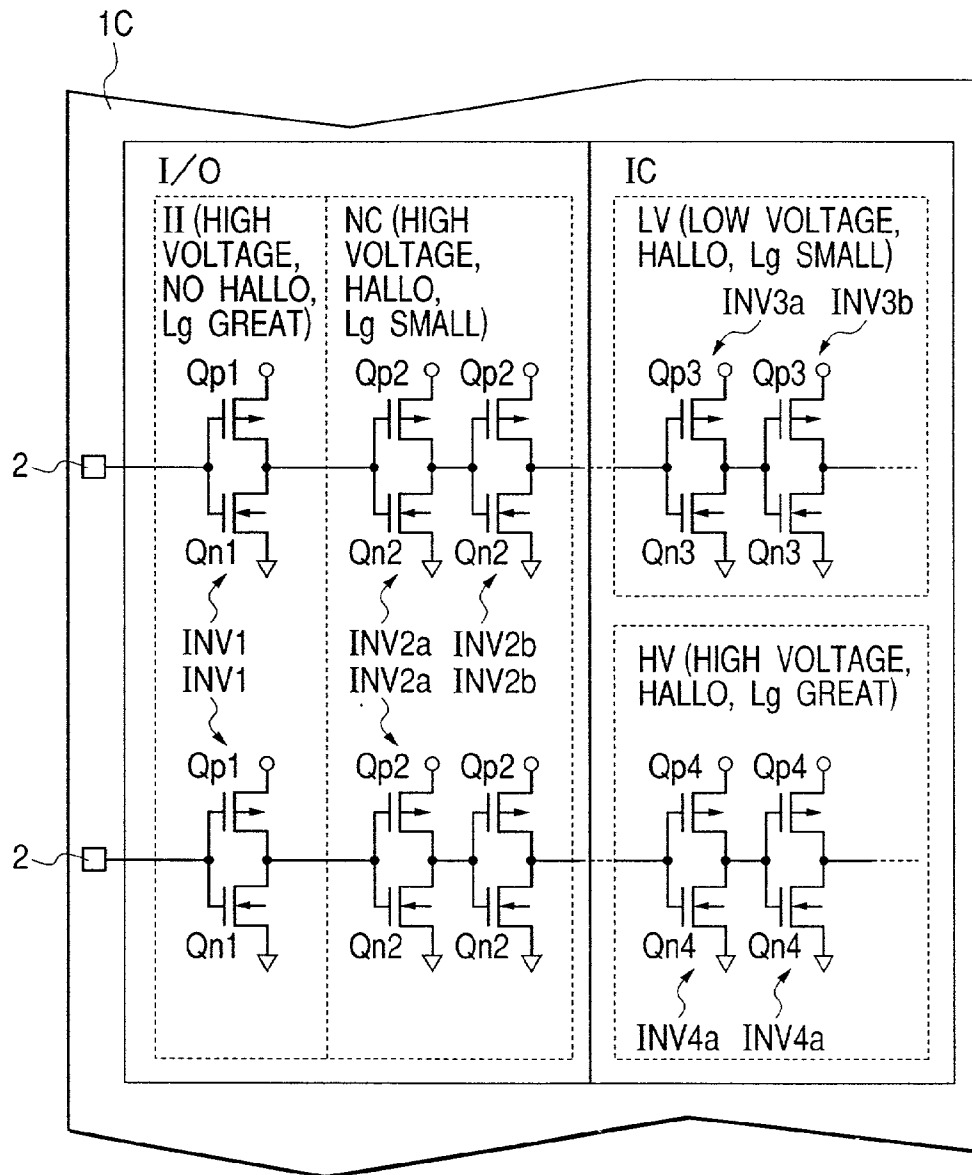 1C
I/O
II (HIGH
VOLTAGE,
NO HALLO,
Lg GREAT)
NC (HIGH
VOLTAGE,
HALLO,
Lg SMALL)
IC
LV (LOW VOLTAGE,
HALLO, Lg SMALL)
INV3a INV3b
Qp1 Qp2 Qp2 Qp3 Qp3
2
Qn1 Qn2 Qn2 Qn3 Qn3
INV1 INV2a INV2b
INV1 INV2a INV2b
HV (HIGH VOLTAGE,
HALLO, Lg GREAT)
Qp1 Qp2 Qp2 Qp4 Qp4
2
Qn1 Qn2 Qn2 Qn4 Qn4
INV4a INV4a